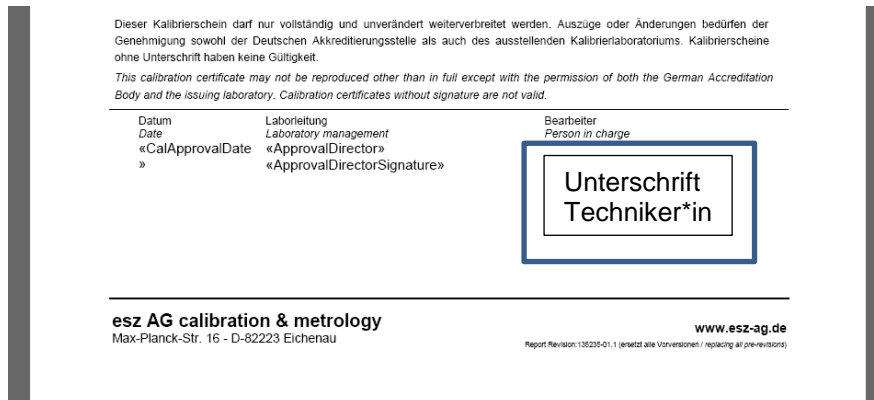 Dieser Kalibrierschein darf nur vollständig und unverändert weiterverbreitet werden. Auszüge oder Änderungen bedürfen der
Genehmigung sowohl der Deutschen Akkreditierungsstelle als auch des ausstellenden Kalibrierlaboratoriums. Kalibrierscheine
ohne Unterschrift haben keine Gültigkeit.
This calibration certificate may not be reproduced other than in full except with the permission of both the German Accreditation
Body and the issuing laboratory. Calibration certificates without signature are not valid.
Datum Laborleitung Bearbeiter
Date Laboratory management Person in charge
«CalApprovalDate «ApprovalDirector»
» «ApprovalDirectorSignature»
Unterschrift
Techniker*in
esz AG calibration & metrology
www.esz-ag.de
Max-Planck-Str. 16 - D-82223 Eichenau
Report Revision:135235-01.1 (ersetzt alle Vorversionen / replacing all pre-revisions)